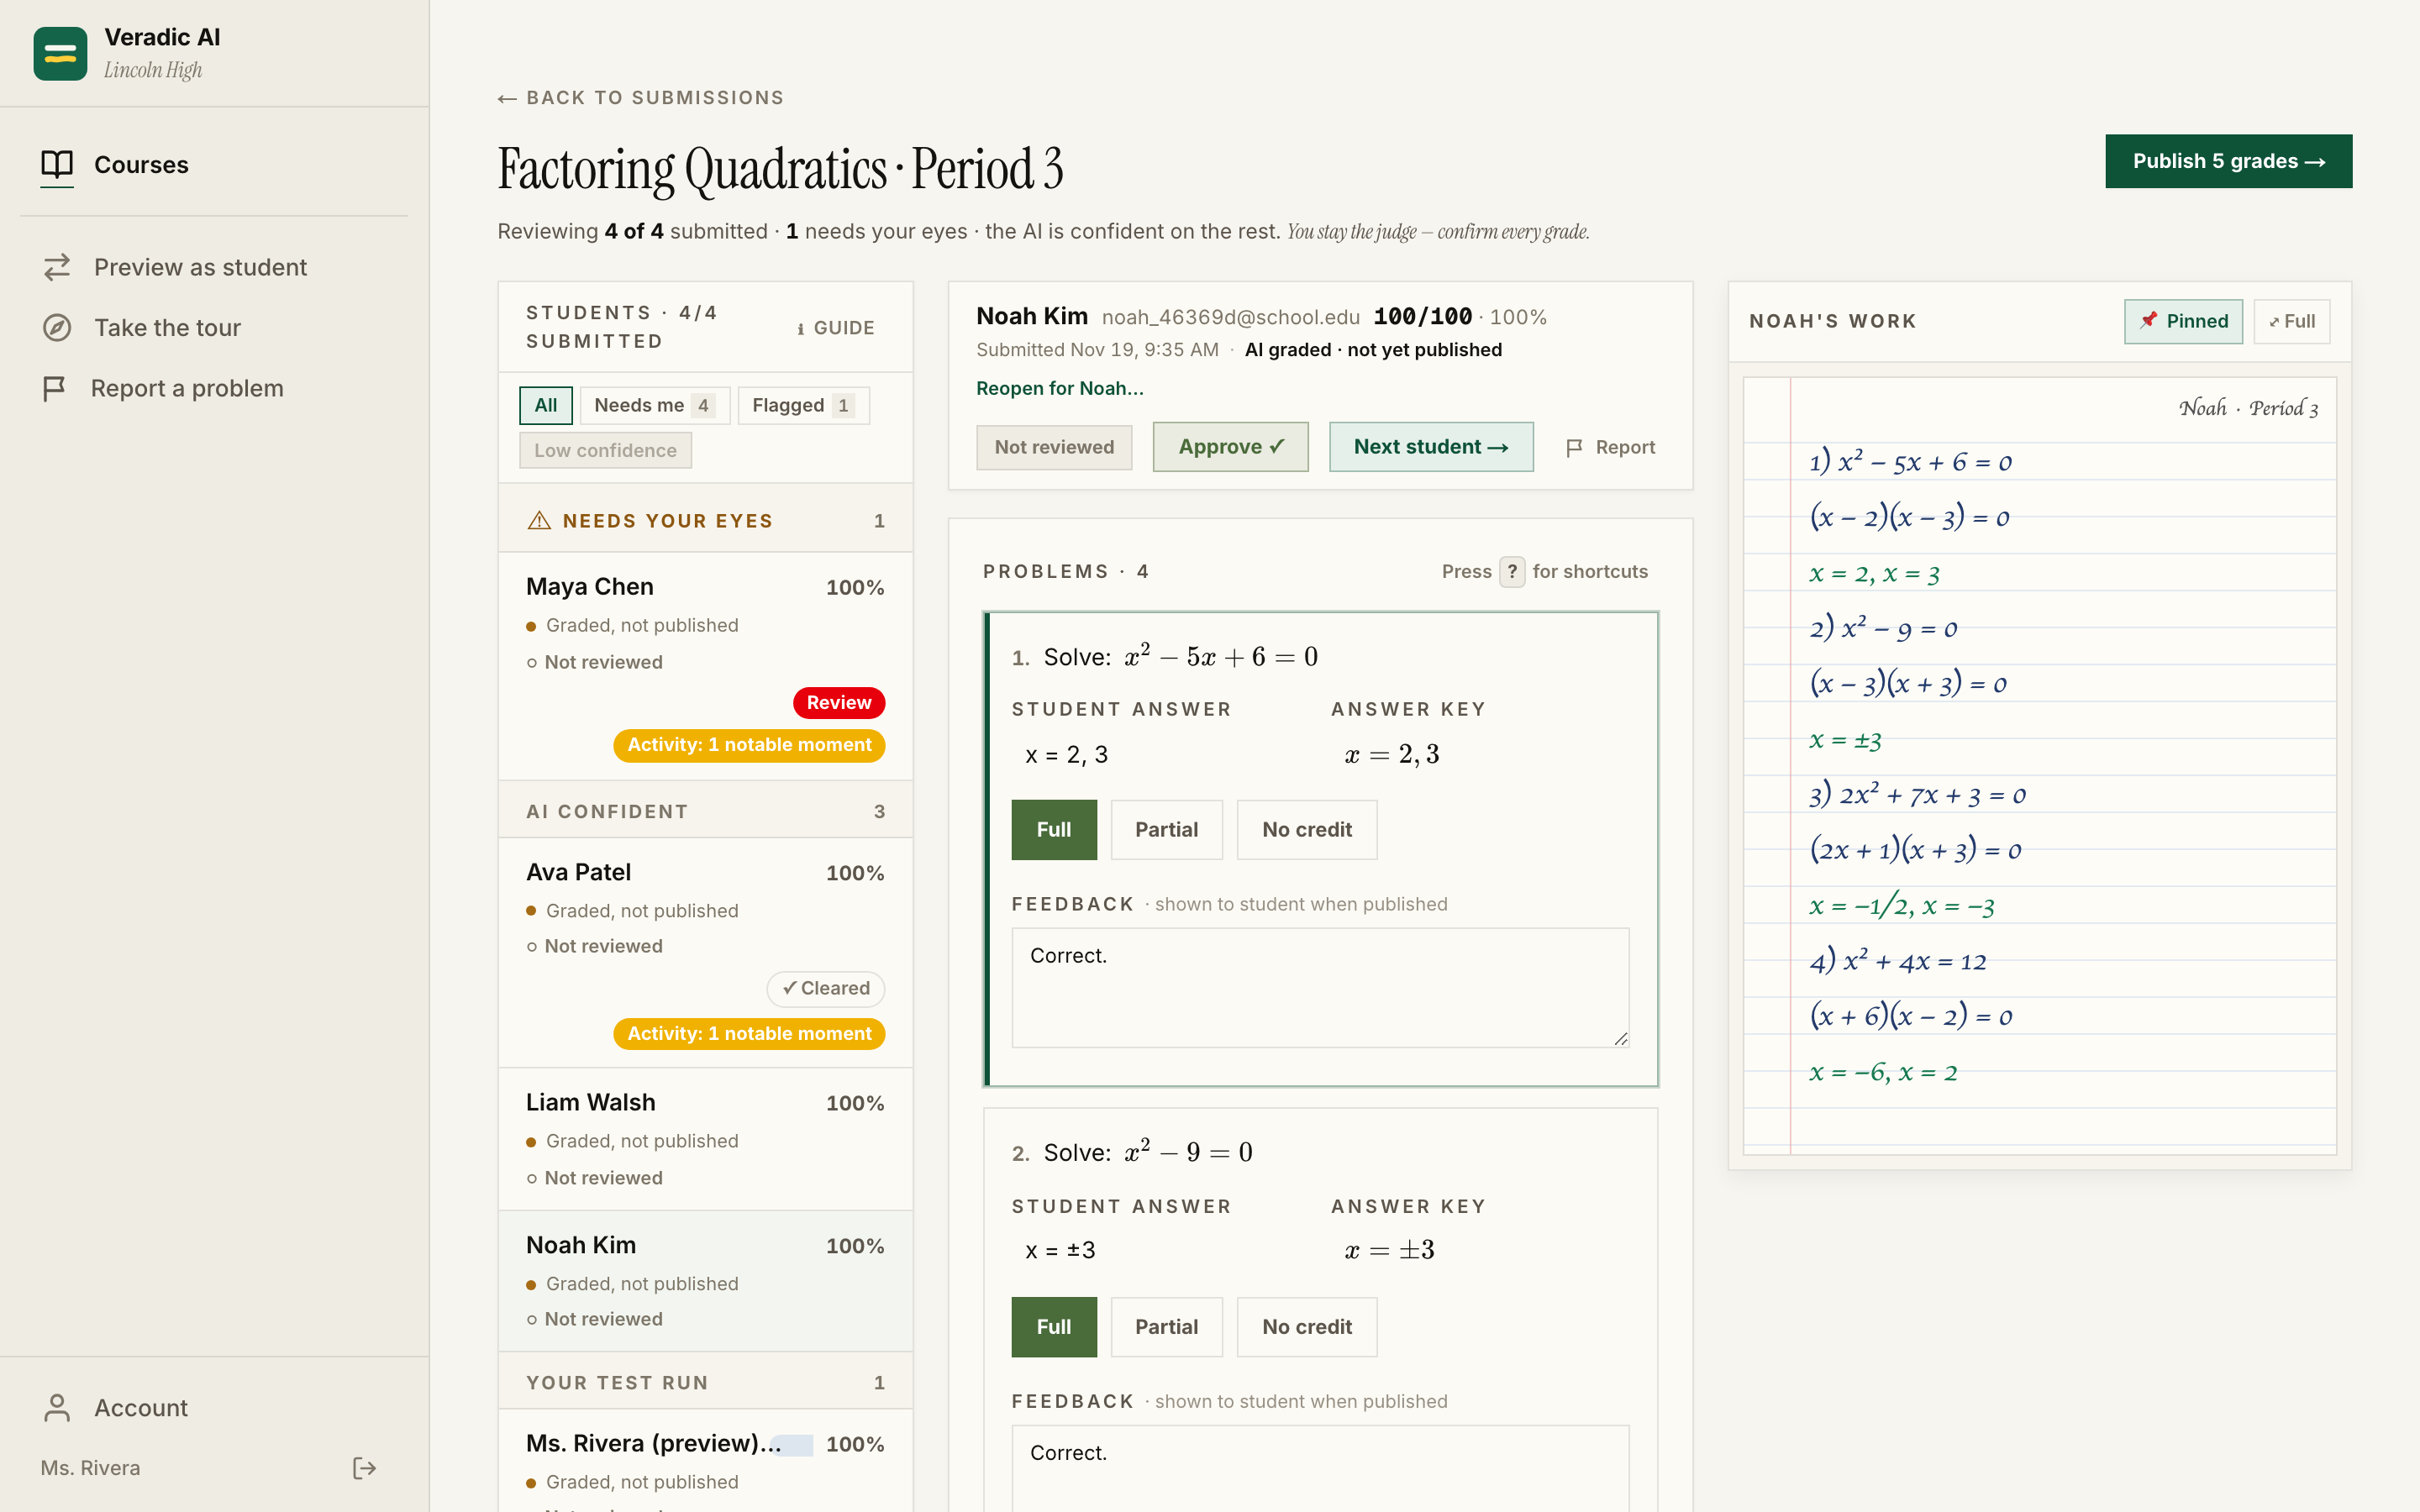 Veradic AI
Lincoln High
Courses
Preview as student
Take the tour
Report a problem
Account
Ms. Rivera
← BACK TO SUBMISSIONS
Factoring Quadratics · Period 3
Publish 5 grades →
Reviewing 4 of 4 submitted · 1 needs your eyes · the AI is confident on the rest. You stay the judge – confirm every grade.
STUDENTS · 4/4
SUBMITTED
ℹ GUIDE
All
Needs me 4
Flagged 1
Low confidence
⚠ NEEDS YOUR EYES 1
Maya Chen 100%
Graded, not published
Not reviewed
Review
Activity: 1 notable moment
AI CONFIDENT 3
Ava Patel 100%
Graded, not published
Not reviewed
✓ Cleared
Activity: 1 notable moment
Liam Walsh 100%
Graded, not published
Not reviewed
Noah Kim 100%
Graded, not published
Not reviewed
YOUR TEST RUN 1
Ms. Rivera (preview)... 100%
Graded, not published
Noah Kim noah_46369d@school.edu 100/100 · 100%
Submitted Nov 19, 9:35 AM · AI graded · not yet published
Reopen for Noah...
Not reviewed
Approve ✓
Next student →
Report
PROBLEMS · 4
Press ? for shortcuts
1. Solve: x² − 5x + 6 = 0
STUDENT ANSWER ANSWER KEY
x = 2, 3 x = 2, 3
Full Partial No credit
FEEDBACK · shown to student when published
Correct.
2. Solve: x² − 9 = 0
STUDENT ANSWER ANSWER KEY
x = ±3 x = ±3
Full Partial No credit
FEEDBACK · shown to student when published
Correct.
NOAH'S WORK
📌 Pinned
⤢ Full
Noah · Period 3
1) x² − 5x + 6 = 0
(x − 2)(x − 3) = 0
x = 2, x = 3
2) x² − 9 = 0
(x − 3)(x + 3) = 0
x = ±3
3) 2x² + 7x + 3 = 0
(2x + 1)(x + 3) = 0
x = −1/2, x = −3
4) x² + 4x = 12
(x + 6)(x − 2) = 0
x = −6, x = 2